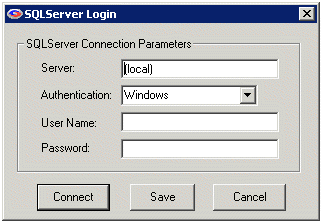 SQLServer Login
SQLServer Connection Parameters
Server: (local)
Authentication: Windows
User Name:
Password:
Connect Save Cancel